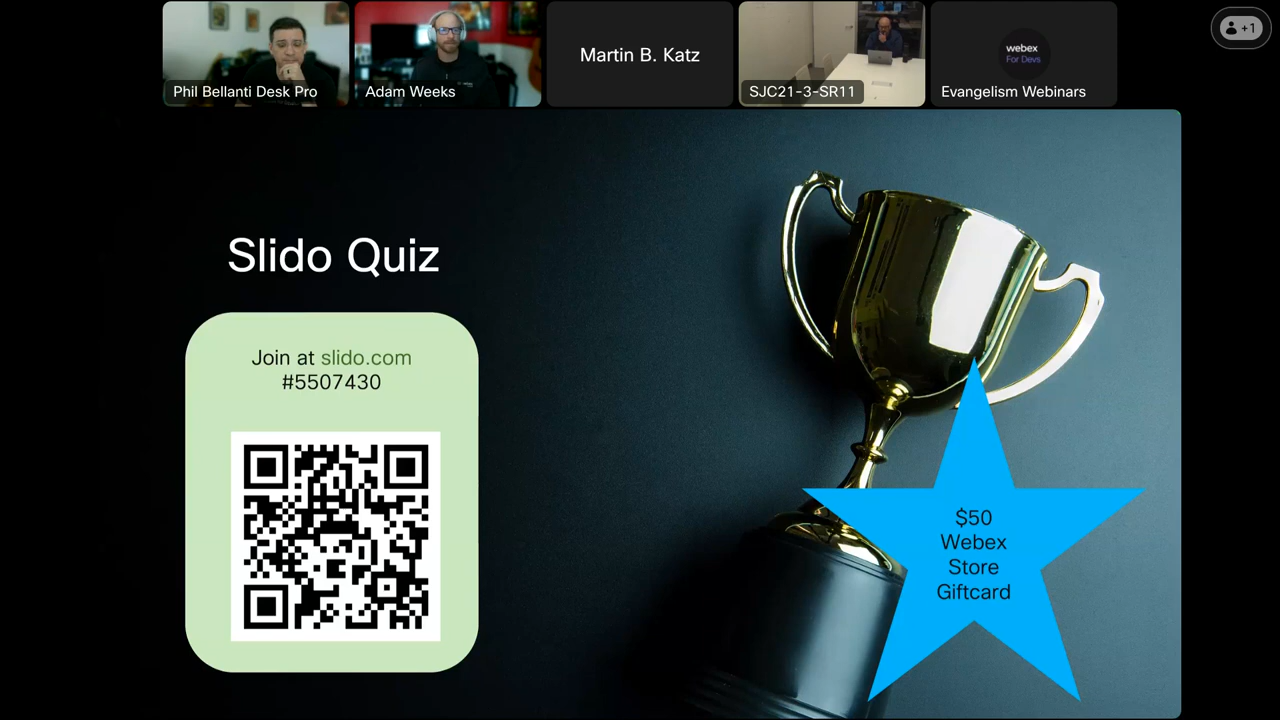 Phil Bellanti Desk Pro
Adam Weeks
Martin B. Katz
SJC21-3-SR11
webex
For Devs
Evangelism Webinars
+1
Slido Quiz
Join at slido.com
#5507430
$50
Webex
Store
Giftcard